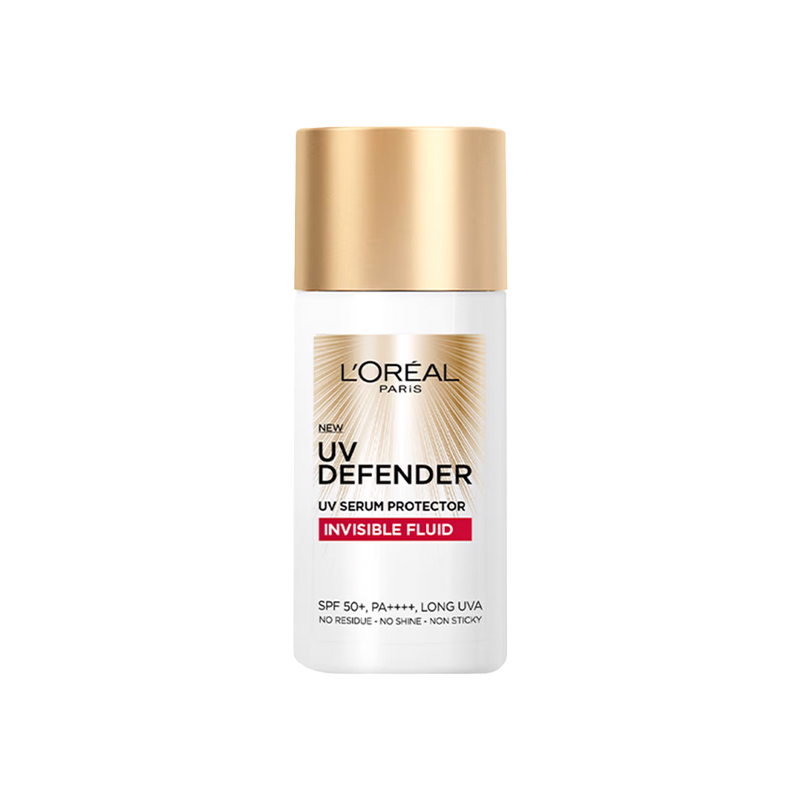 L'ORÉAL
PARiS
NEW
UV
DEFENDER
UV SERUM PROTECTOR
INVISIBLE FLUID
SPF 50+, PA++++, LONG UVA
NO RESIDUE - NO SHINE - NON STICKY